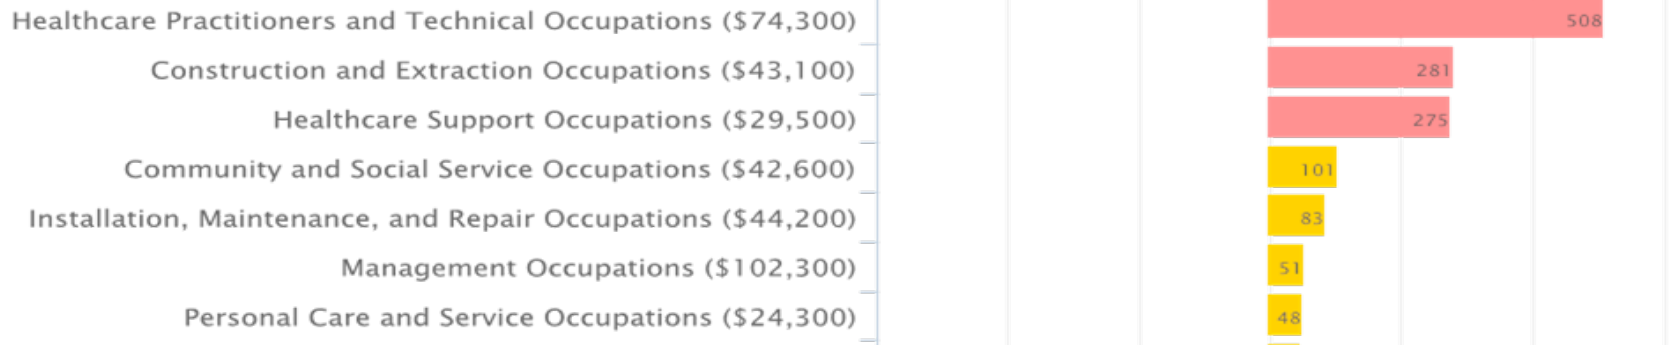 Healthcare Practitioners and Technical Occupations ($74,300) 508
Construction and Extraction Occupations ($43,100) 281
Healthcare Support Occupations ($29,500) 275
Community and Social Service Occupations ($42,600) 101
Installation, Maintenance, and Repair Occupations ($44,200) 83
Management Occupations ($102,300) 51
Personal Care and Service Occupations ($24,300) 48